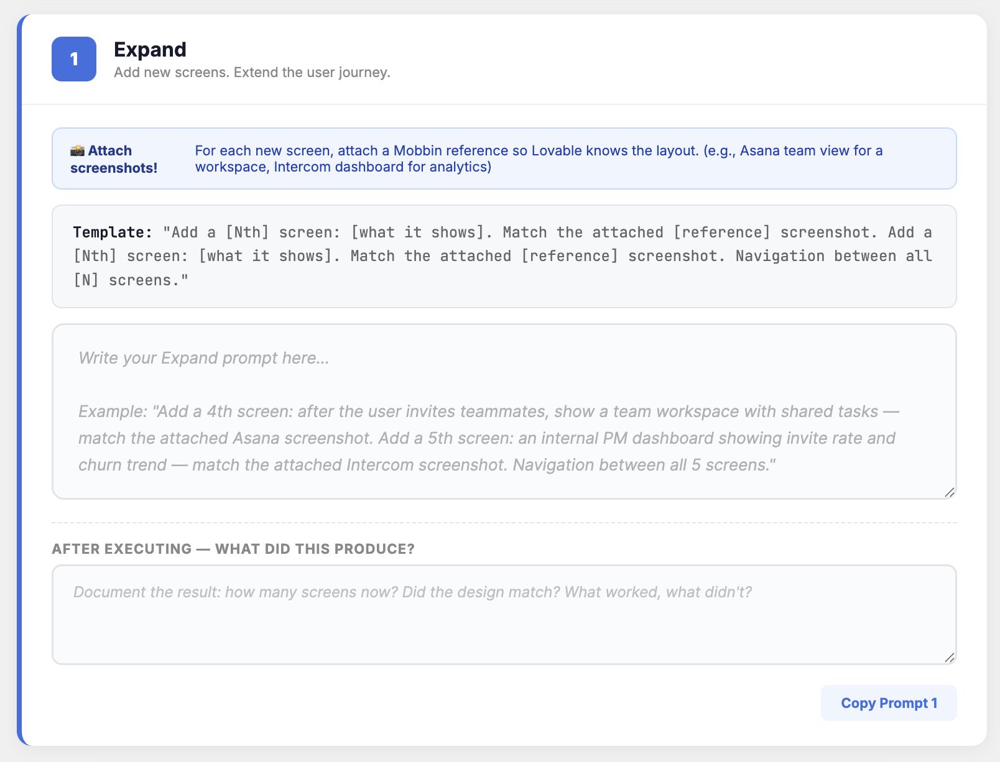 1
Expand
Add new screens. Extend the user journey.
📸 Attach
screenshots!
For each new screen, attach a Mobbin reference so Lovable knows the layout. (e.g., Asana team view for a
workspace, Intercom dashboard for analytics)
Template: "Add a [Nth] screen: [what it shows]. Match the attached [reference] screenshot. Add a
[Nth] screen: [what it shows]. Match the attached [reference] screenshot. Navigation between all
[N] screens."
Write your Expand prompt here...
Example: "Add a 4th screen: after the user invites teammates, show a team workspace with shared tasks —
match the attached Asana screenshot. Add a 5th screen: an internal PM dashboard showing invite rate and
churn trend — match the attached Intercom screenshot. Navigation between all 5 screens."
AFTER EXECUTING — WHAT DID THIS PRODUCE?
Document the result: how many screens now? Did the design match? What worked, what didn't?
Copy Prompt 1